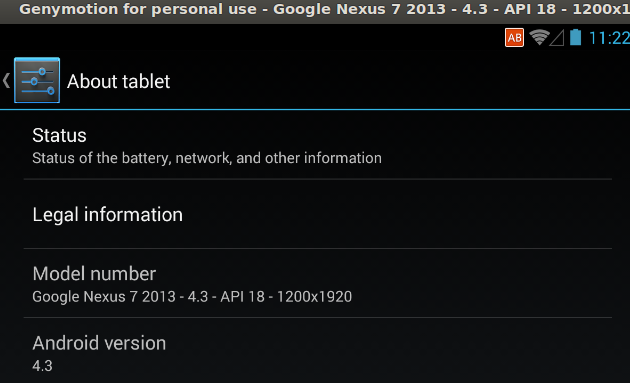 Genymotion for personal use - Google Nexus 7 2013 - 4.3 - API 18 - 1200x1
AB 11:22
About tablet
Status
Status of the battery, network, and other information
Legal information
Model number
Google Nexus 7 2013 - 4.3 - API 18 - 1200x1920
Android version
4.3